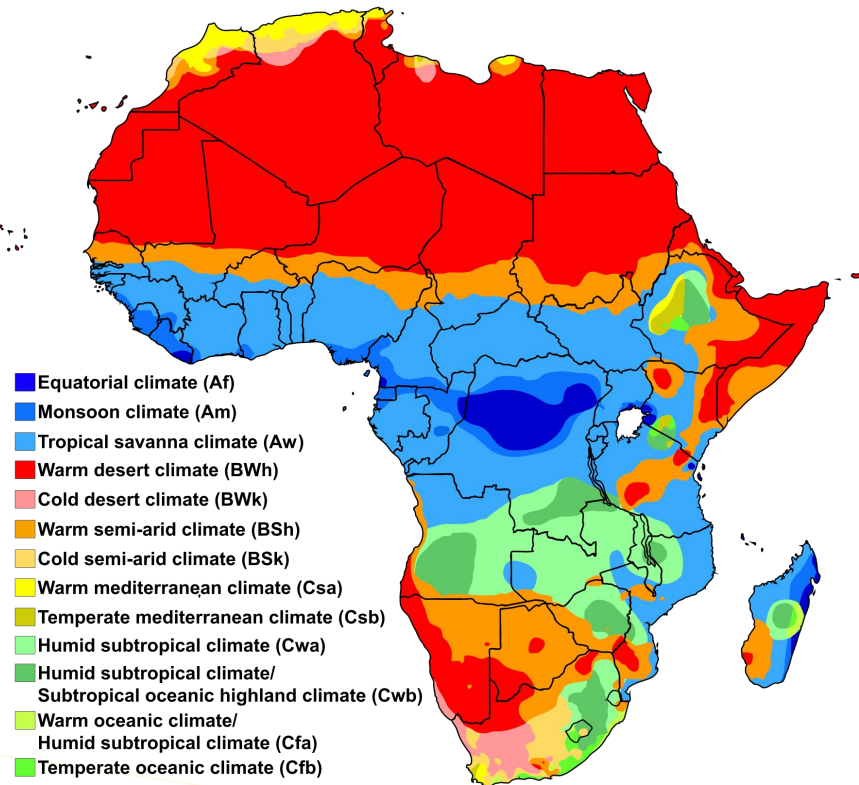 Equatorial climate (Af)
Monsoon climate (Am)
Tropical savanna climate (Aw)
Warm desert climate (BWh)
Cold desert climate (BWk)
Warm semi-arid climate (BSh)
Cold semi-arid climate (BSk)
Warm mediterranean climate (Csa)
Temperate mediterranean climate (Csb)
Humid subtropical climate (Cwa)
Humid subtropical climate/
Subtropical oceanic highland climate (Cwb)
Warm oceanic climate/
Humid subtropical climate (Cfa)
Temperate oceanic climate (Cfb)